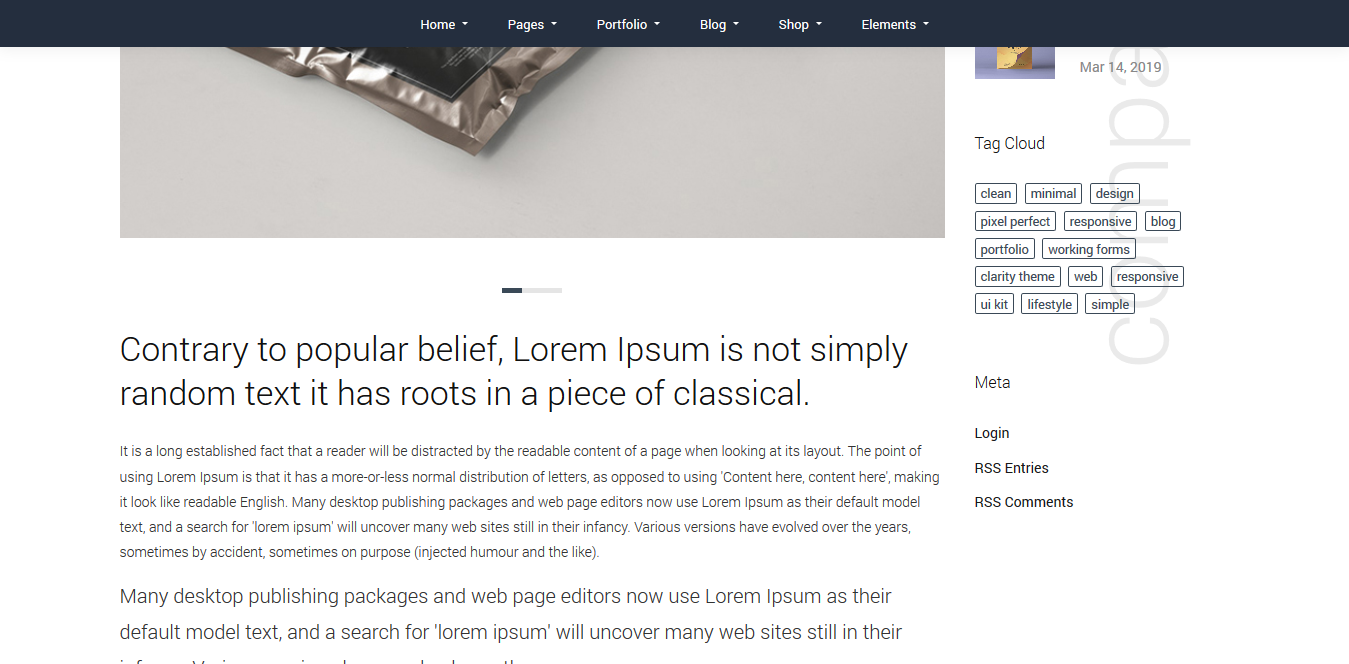 Home Pages Portfolio Blog Shop Elements
Mar 14, 2019
Tag Cloud
clean minimal design
pixel perfect responsive blog
portfolio working forms
clarity theme web responsive
ui kit lifestyle simple
Meta
Login
RSS Entries
RSS Comments
compa
Contrary to popular belief, Lorem Ipsum is not simply
random text it has roots in a piece of classical.
It is a long established fact that a reader will be distracted by the readable content of a page when looking at its layout. The point of
using Lorem Ipsum is that it has a more-or-less normal distribution of letters, as opposed to using 'Content here, content here', making
it look like readable English. Many desktop publishing packages and web page editors now use Lorem Ipsum as their default model
text, and a search for 'lorem ipsum' will uncover many web sites still in their infancy. Various versions have evolved over the years,
sometimes by accident, sometimes on purpose (injected humour and the like).
Many desktop publishing packages and web page editors now use Lorem Ipsum as their
default model text, and a search for 'lorem ipsum' will uncover many web sites still in their